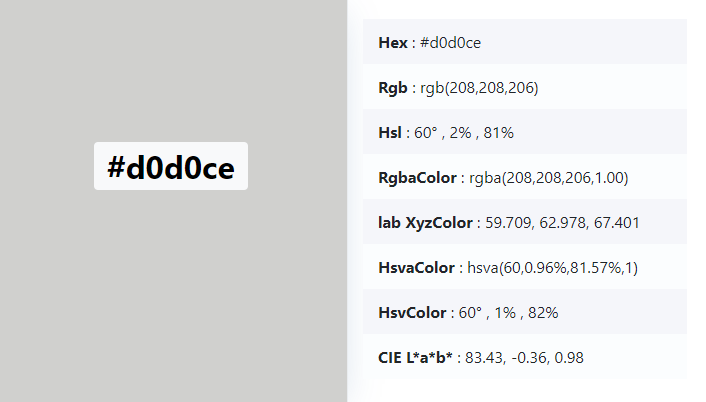 #d0d0ce
Hex : #d0d0ce
Rgb : rgb(208,208,206)
Hsl : 60° , 2% , 81%
RgbaColor : rgba(208,208,206,1.00)
lab XyzColor : 59.709, 62.978, 67.401
HsvaColor : hsva(60,0.96%,81.57%,1)
HsvColor : 60° , 1% , 82%
CIE L*a*b* : 83.43, -0.36, 0.98